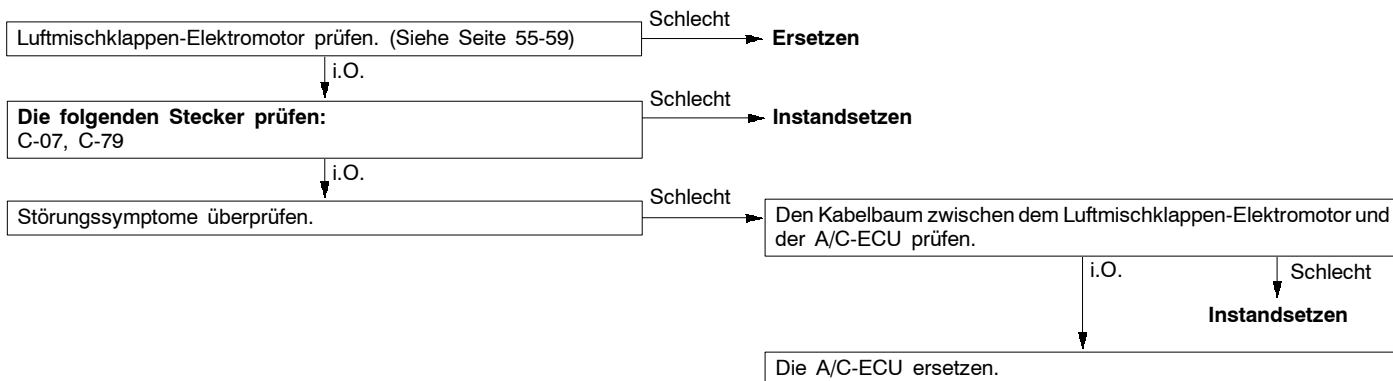 Luftmischklappen-Elektromotor prüfen. (Siehe Seite 55-59)
Schlecht
Ersetzen
i.O.
Die folgenden Stecker prüfen:
C-07, C-79
Schlecht
Instandsetzen
i.O.
Störungssymptome überprüfen.
Schlecht
Den Kabelbaum zwischen dem Luftmischklappen-Elektromotor und
der A/C-ECU prüfen.
i.O.
Schlecht
Instandsetzen
Die A/C-ECU ersetzen.